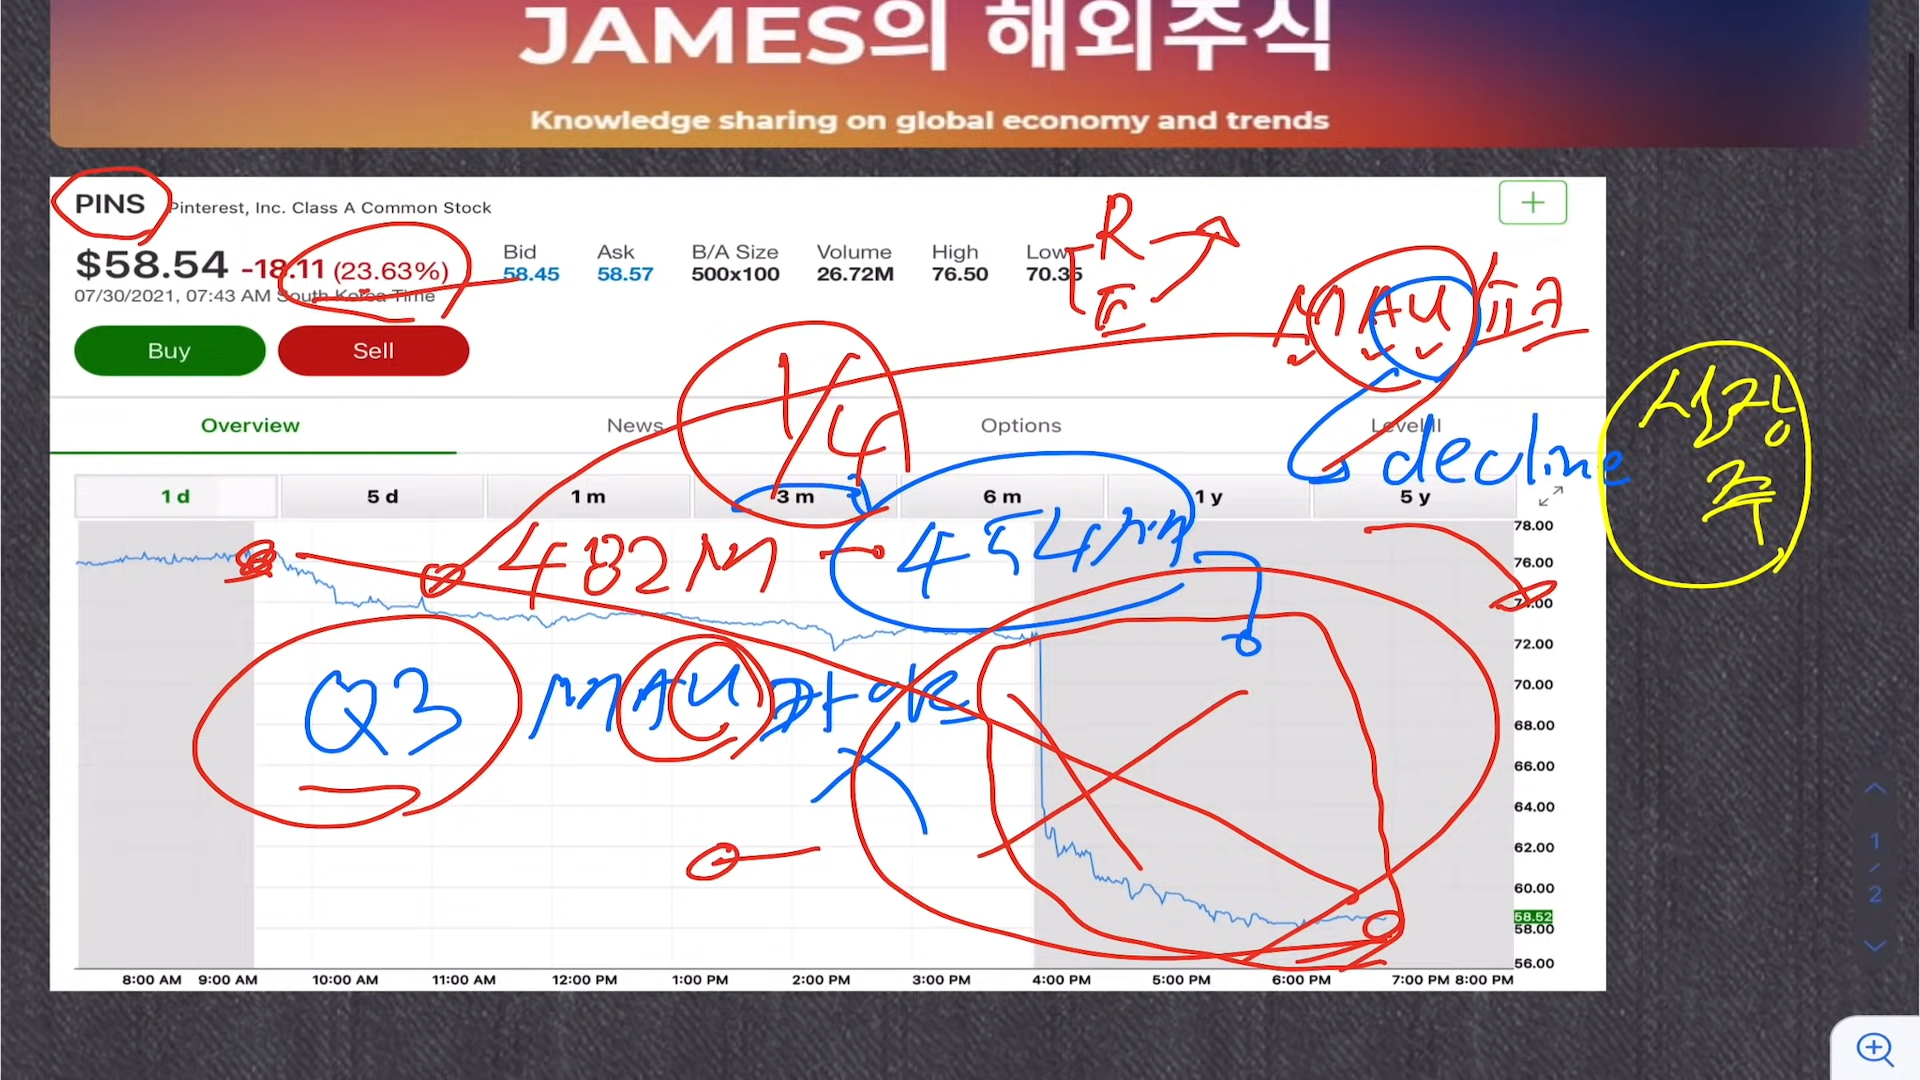 JAMES의 해외주식
Knowledge sharing on global economy and trends
PINS Pinterest, Inc. Class A Common Stock
$58.54 -18.11 (23.63%)
07/30/2021, 07:43 AM South Korea Time
Bid Ask B/A Size Volume High Low
58.45 58.57 500x100 26.72M 76.50 70.35
R
E
MAU
Buy Sell
1/4
decline
성장
주
Overview News Options Level II
1 d 5 d 1 m 3 m 6 m 1 y 5 y
482M 454M
Q3 MAU
78.00
76.00
74.00
72.00
70.00
68.00
66.00
64.00
62.00
60.00
58.52
58.00
56.00
8:00 AM 9:00 AM 10:00 AM 11:00 AM 12:00 PM 1:00 PM 2:00 PM 3:00 PM 4:00 PM 5:00 PM 6:00 PM 7:00 PM 8:00 PM
1
/
2